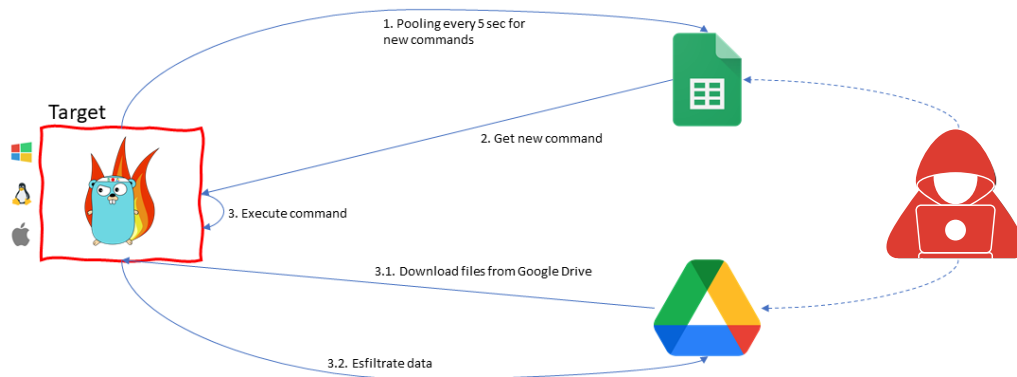 1. Pooling every 5 sec for
new commands
Target
2. Get new command
3. Execute command
3.1. Download files from Google Drive
3.2. Esfiltrate data